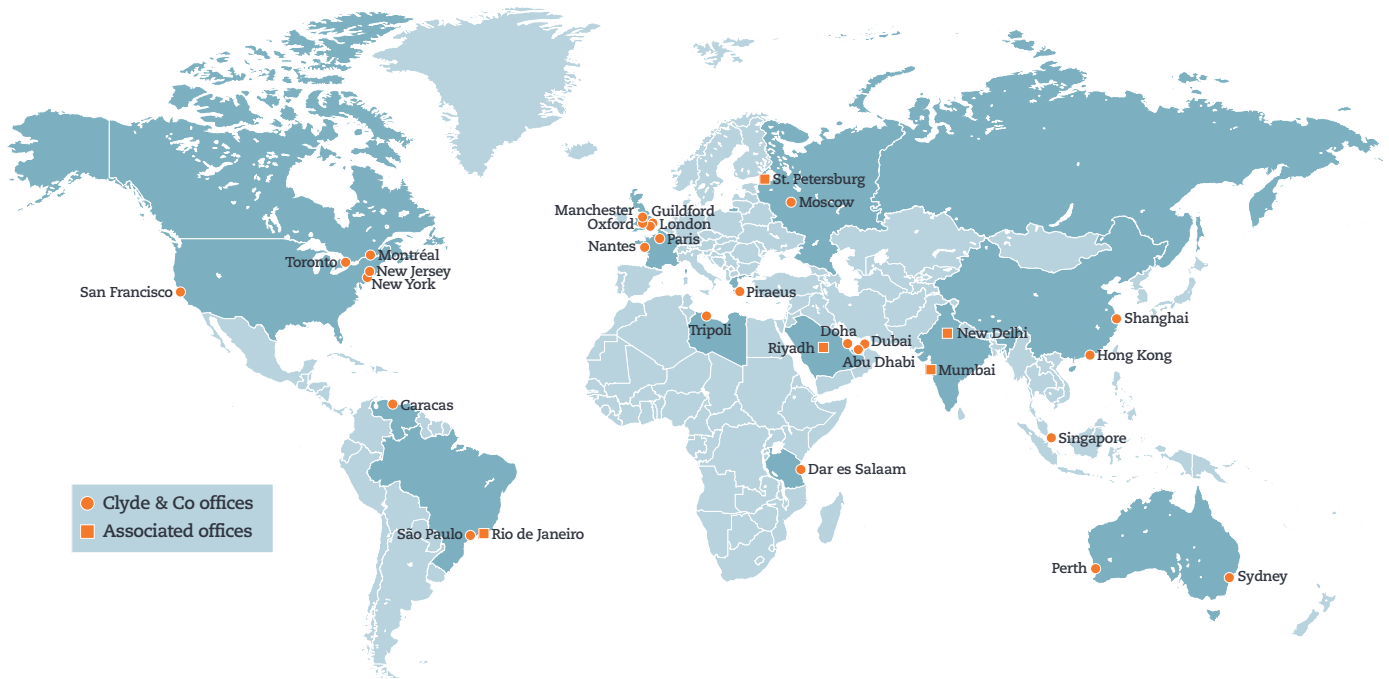 St. Petersburg
Moscow
Manchester
Guildford
Oxford
London
Paris
Nantes
Montréal
Toronto
New Jersey
New York
San Francisco
Piraeus
Tripoli
Doha
Dubai
Riyadh
Abu Dhabi
New Delhi
Mumbai
Shanghai
Hong Kong
Caracas
Singapore
Dar es Salaam
Clyde & Co offices
Associated offices
São Paulo
Rio de Janeiro
Perth
Sydney